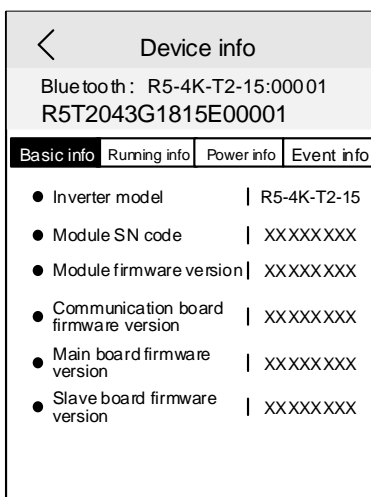 Device info
Bluetooth: R5-4K-T2-15:00001
R5T2043G1815E00001
Basic info Running info Power info Event info
Inverter model R5-4K-T2-15
Module SN code XXXXXXXX
Module firmware version XXXXXXXX
Communication board
firmware version XXXXXXXX
Main board firmware
version XXXXXXXX
Slave board firmware
version XXXXXXXX